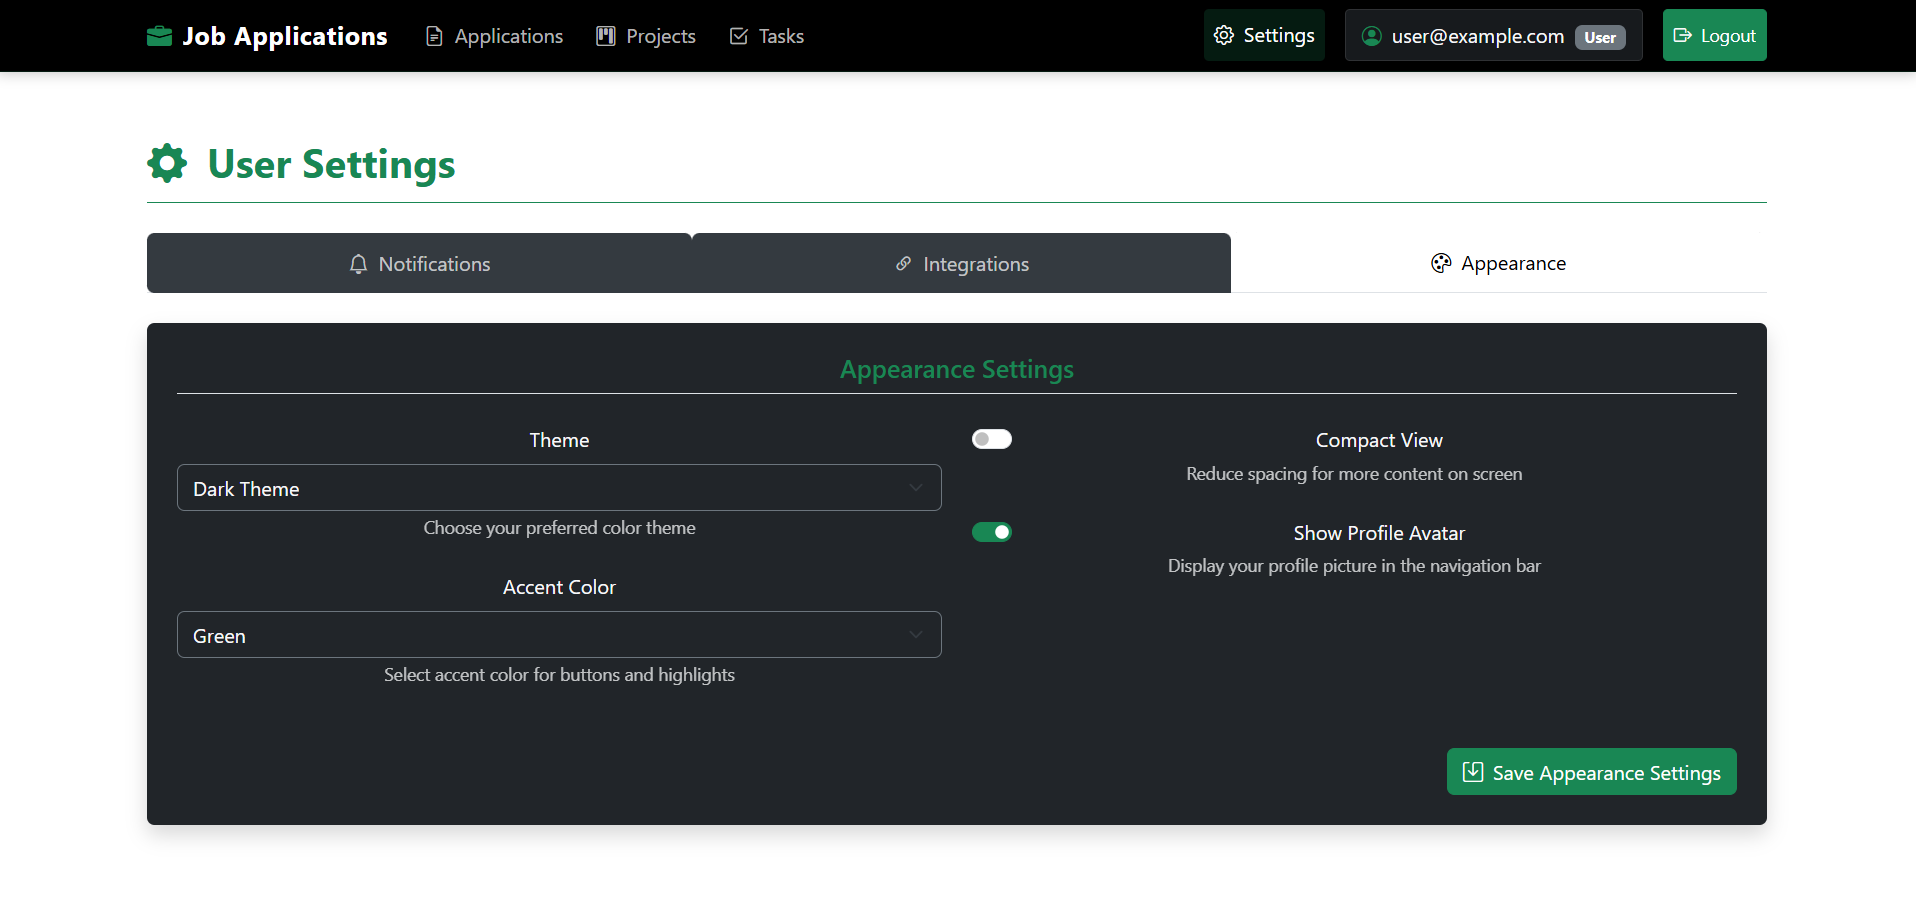 Job Applications Applications Projects Tasks Settings user@example.com User Logout
User Settings
Notifications Integrations Appearance
Appearance Settings
Theme
Dark Theme
Choose your preferred color theme
Accent Color
Green
Select accent color for buttons and highlights
Compact View
Reduce spacing for more content on screen
Show Profile Avatar
Display your profile picture in the navigation bar
Save Appearance Settings